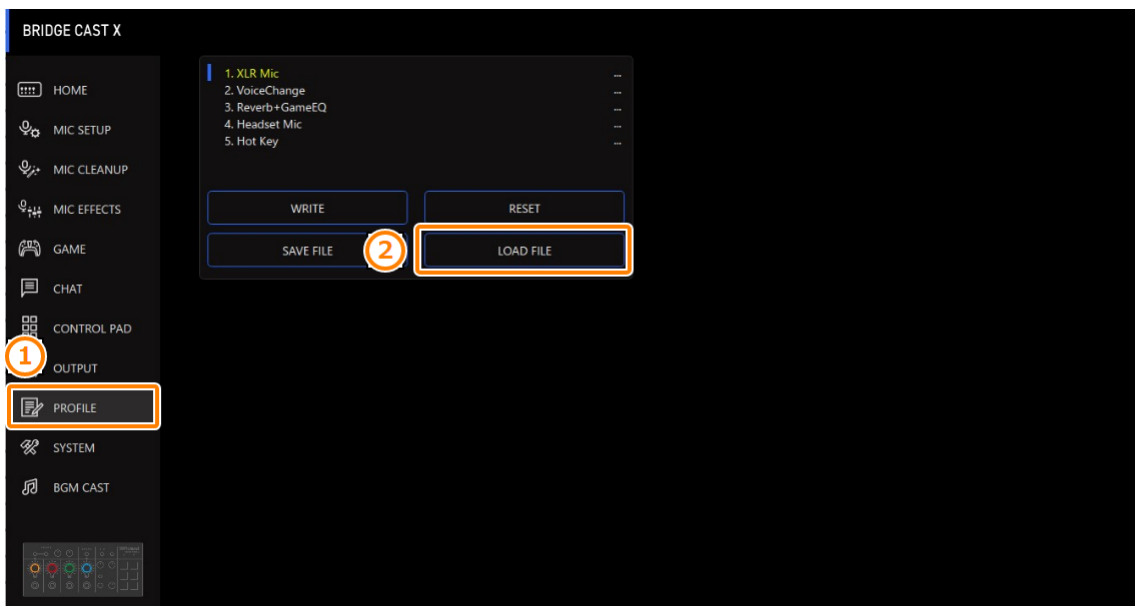 BRIDGE CAST X
HOME
MIC SETUP
MIC CLEANUP
MIC EFFECTS
GAME
CHAT
CONTROL PAD
1
OUTPUT
PROFILE
SYSTEM
BGM CAST
1. XLR Mic ...
2. VoiceChange ...
3. Reverb+GameEQ ...
4. Headset Mic ...
5. Hot Key ...
WRITE RESET
SAVE FILE 2 LOAD FILE